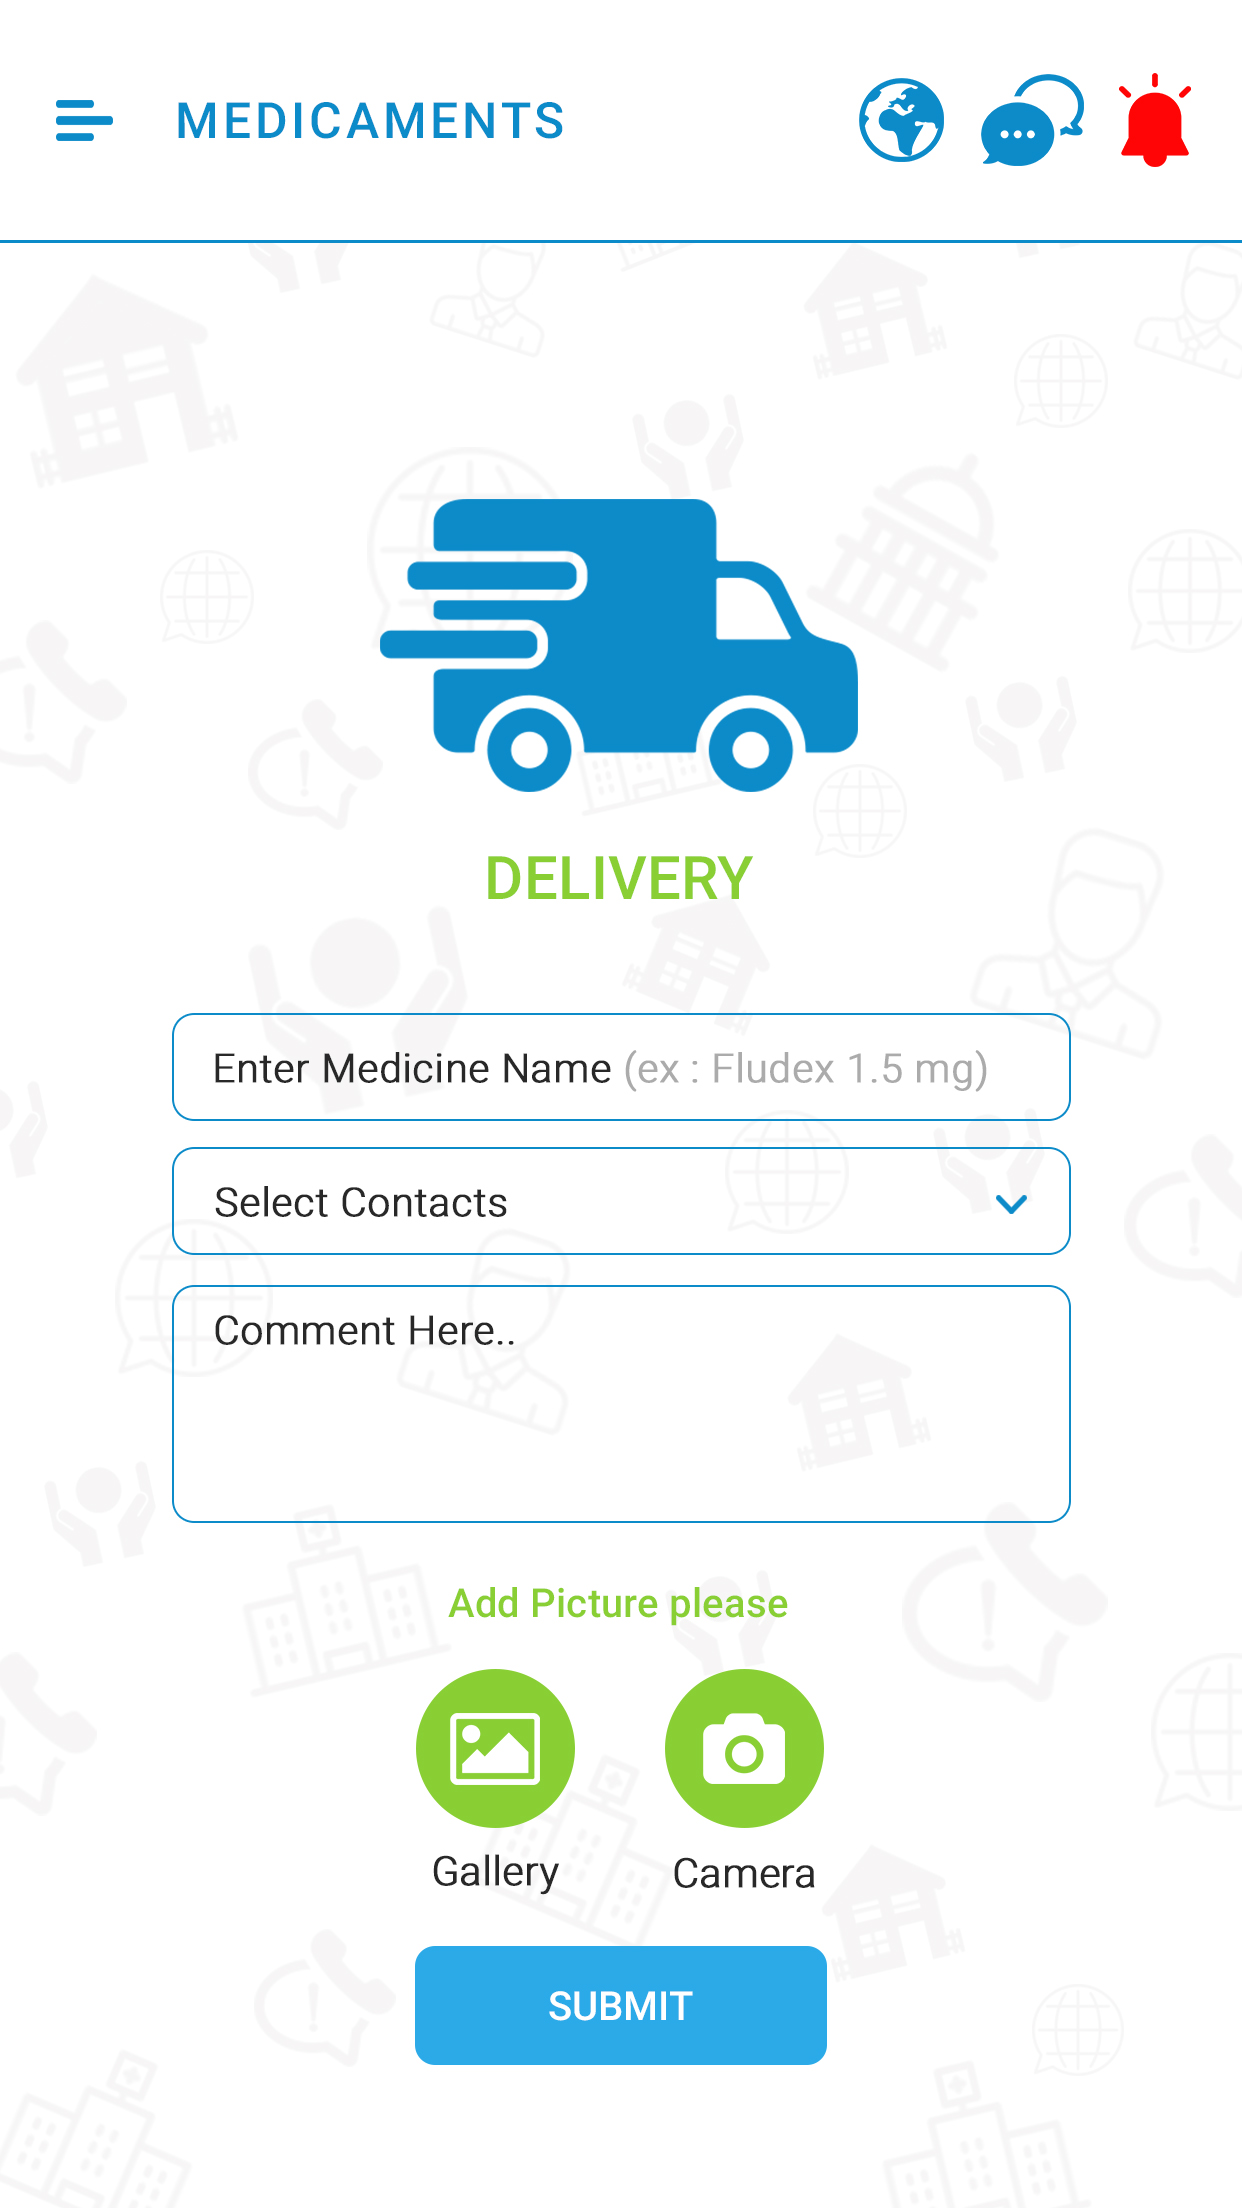 MEDICAMENTS
DELIVERY
Enter Medicine Name (ex : Fludex 1.5 mg)
Select Contacts
Comment Here..
Add Picture please
Gallery Camera
SUBMIT